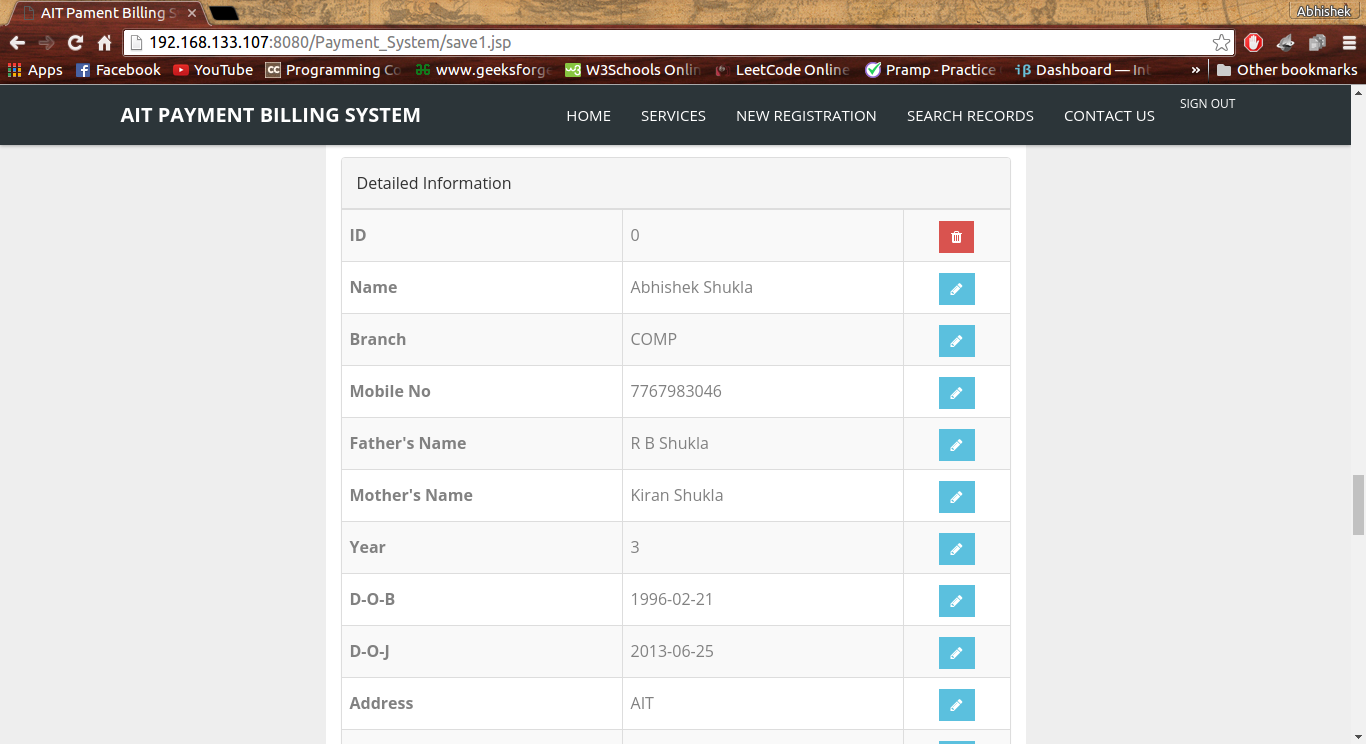 AIT Pament Billing S
Abhishek
192.168.133.107:8080/Payment_System/save1.jsp
Apps Facebook YouTube Programming Co www.geeksforge W3Schools Onlin LeetCode Online Pramp - Practice Dashboard — Int » Other bookmarks
AIT PAYMENT BILLING SYSTEM HOME SERVICES NEW REGISTRATION SEARCH RECORDS CONTACT US SIGN OUT
Detailed Information
ID 0
Name Abhishek Shukla
Branch COMP
Mobile No 7767983046
Father's Name R B Shukla
Mother's Name Kiran Shukla
Year 3
D-O-B 1996-02-21
D-O-J 2013-06-25
Address AIT